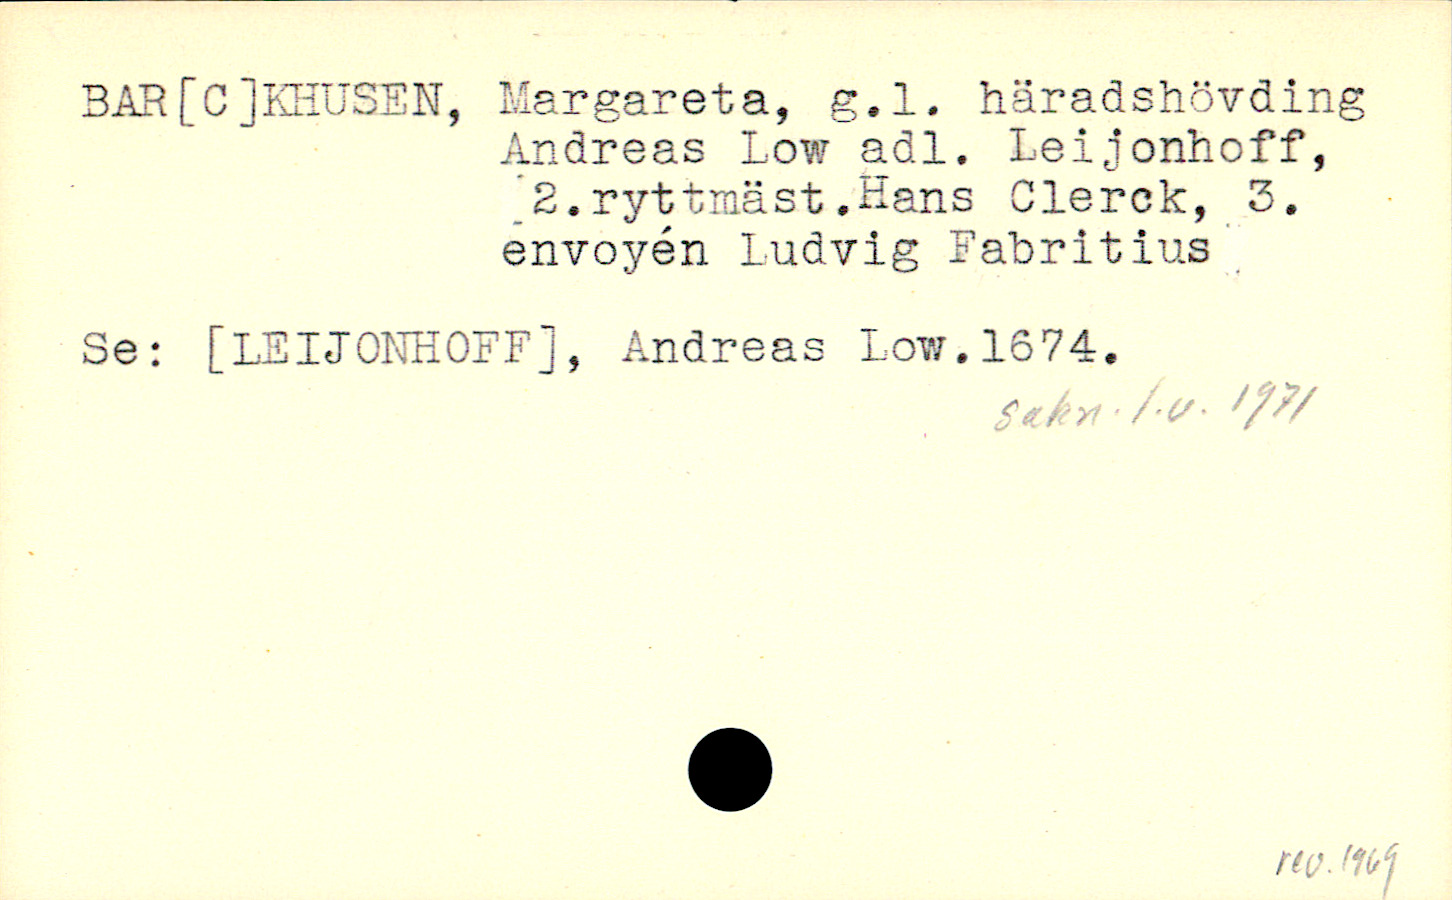 BAR[C]KHUSEN, Margareta, g.l. häradshövding
Andreas Low adl. Leijonhoff,
2.ryttmäst.Hans Clerck, 3.
envoyén Ludvig Fabritius
Se: [LEIJONHOFF], Andreas Low.1674.
sakn. l.v. 1971
rev. 1969